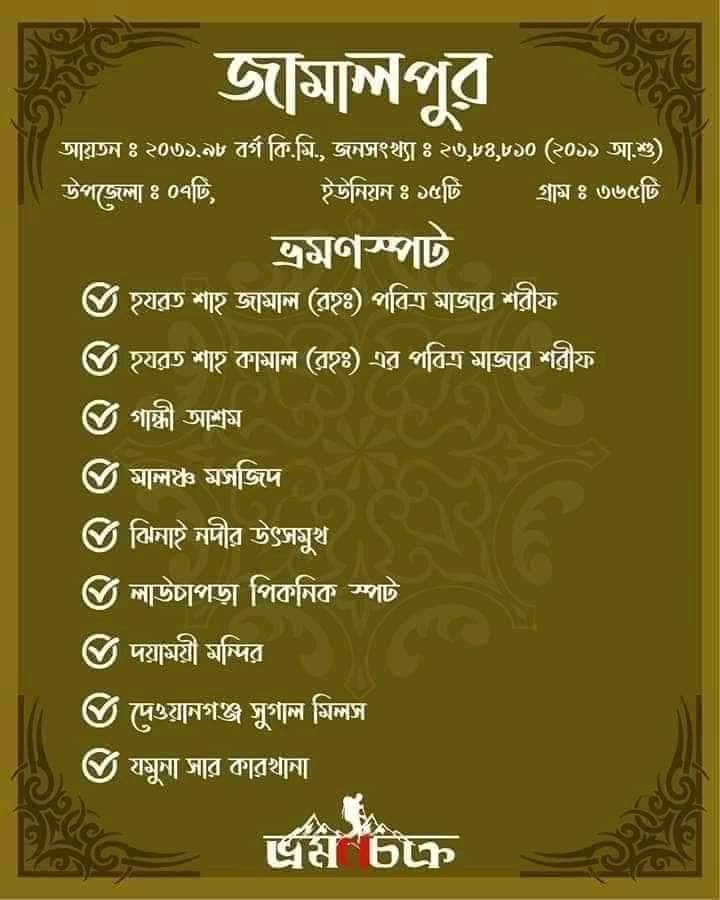 জামালপুর
আয়তন ঃ ২০৩১.৯৮ বর্গ কি.মি., জনসংখ্যা ঃ ২৩,৮৪,৮১০ (২০১১ আ.শু)
উপজেলা ঃ ০৭টি, ইউনিয়ন ঃ ১৫টি গ্রাম ঃ ৩৬৫টি
ভ্রমণস্পট
হযরত শাহ জামাল (রহঃ) পবিত্র মাজার শরীফ
হযরত শাহ কামাল (রহঃ) এর পবিত্র মাজার শরীফ
গান্ধী আশ্রম
মালঞ্চ মসজিদ
ঝিনাই নদীর উৎসমুখ
লাউচাপড়া পিকনিক স্পট
দয়াময়ী মন্দির
দেওয়ানগঞ্জ সুগাল মিলস
যমুনা সার কারখানা
ভ্রমণচক্র